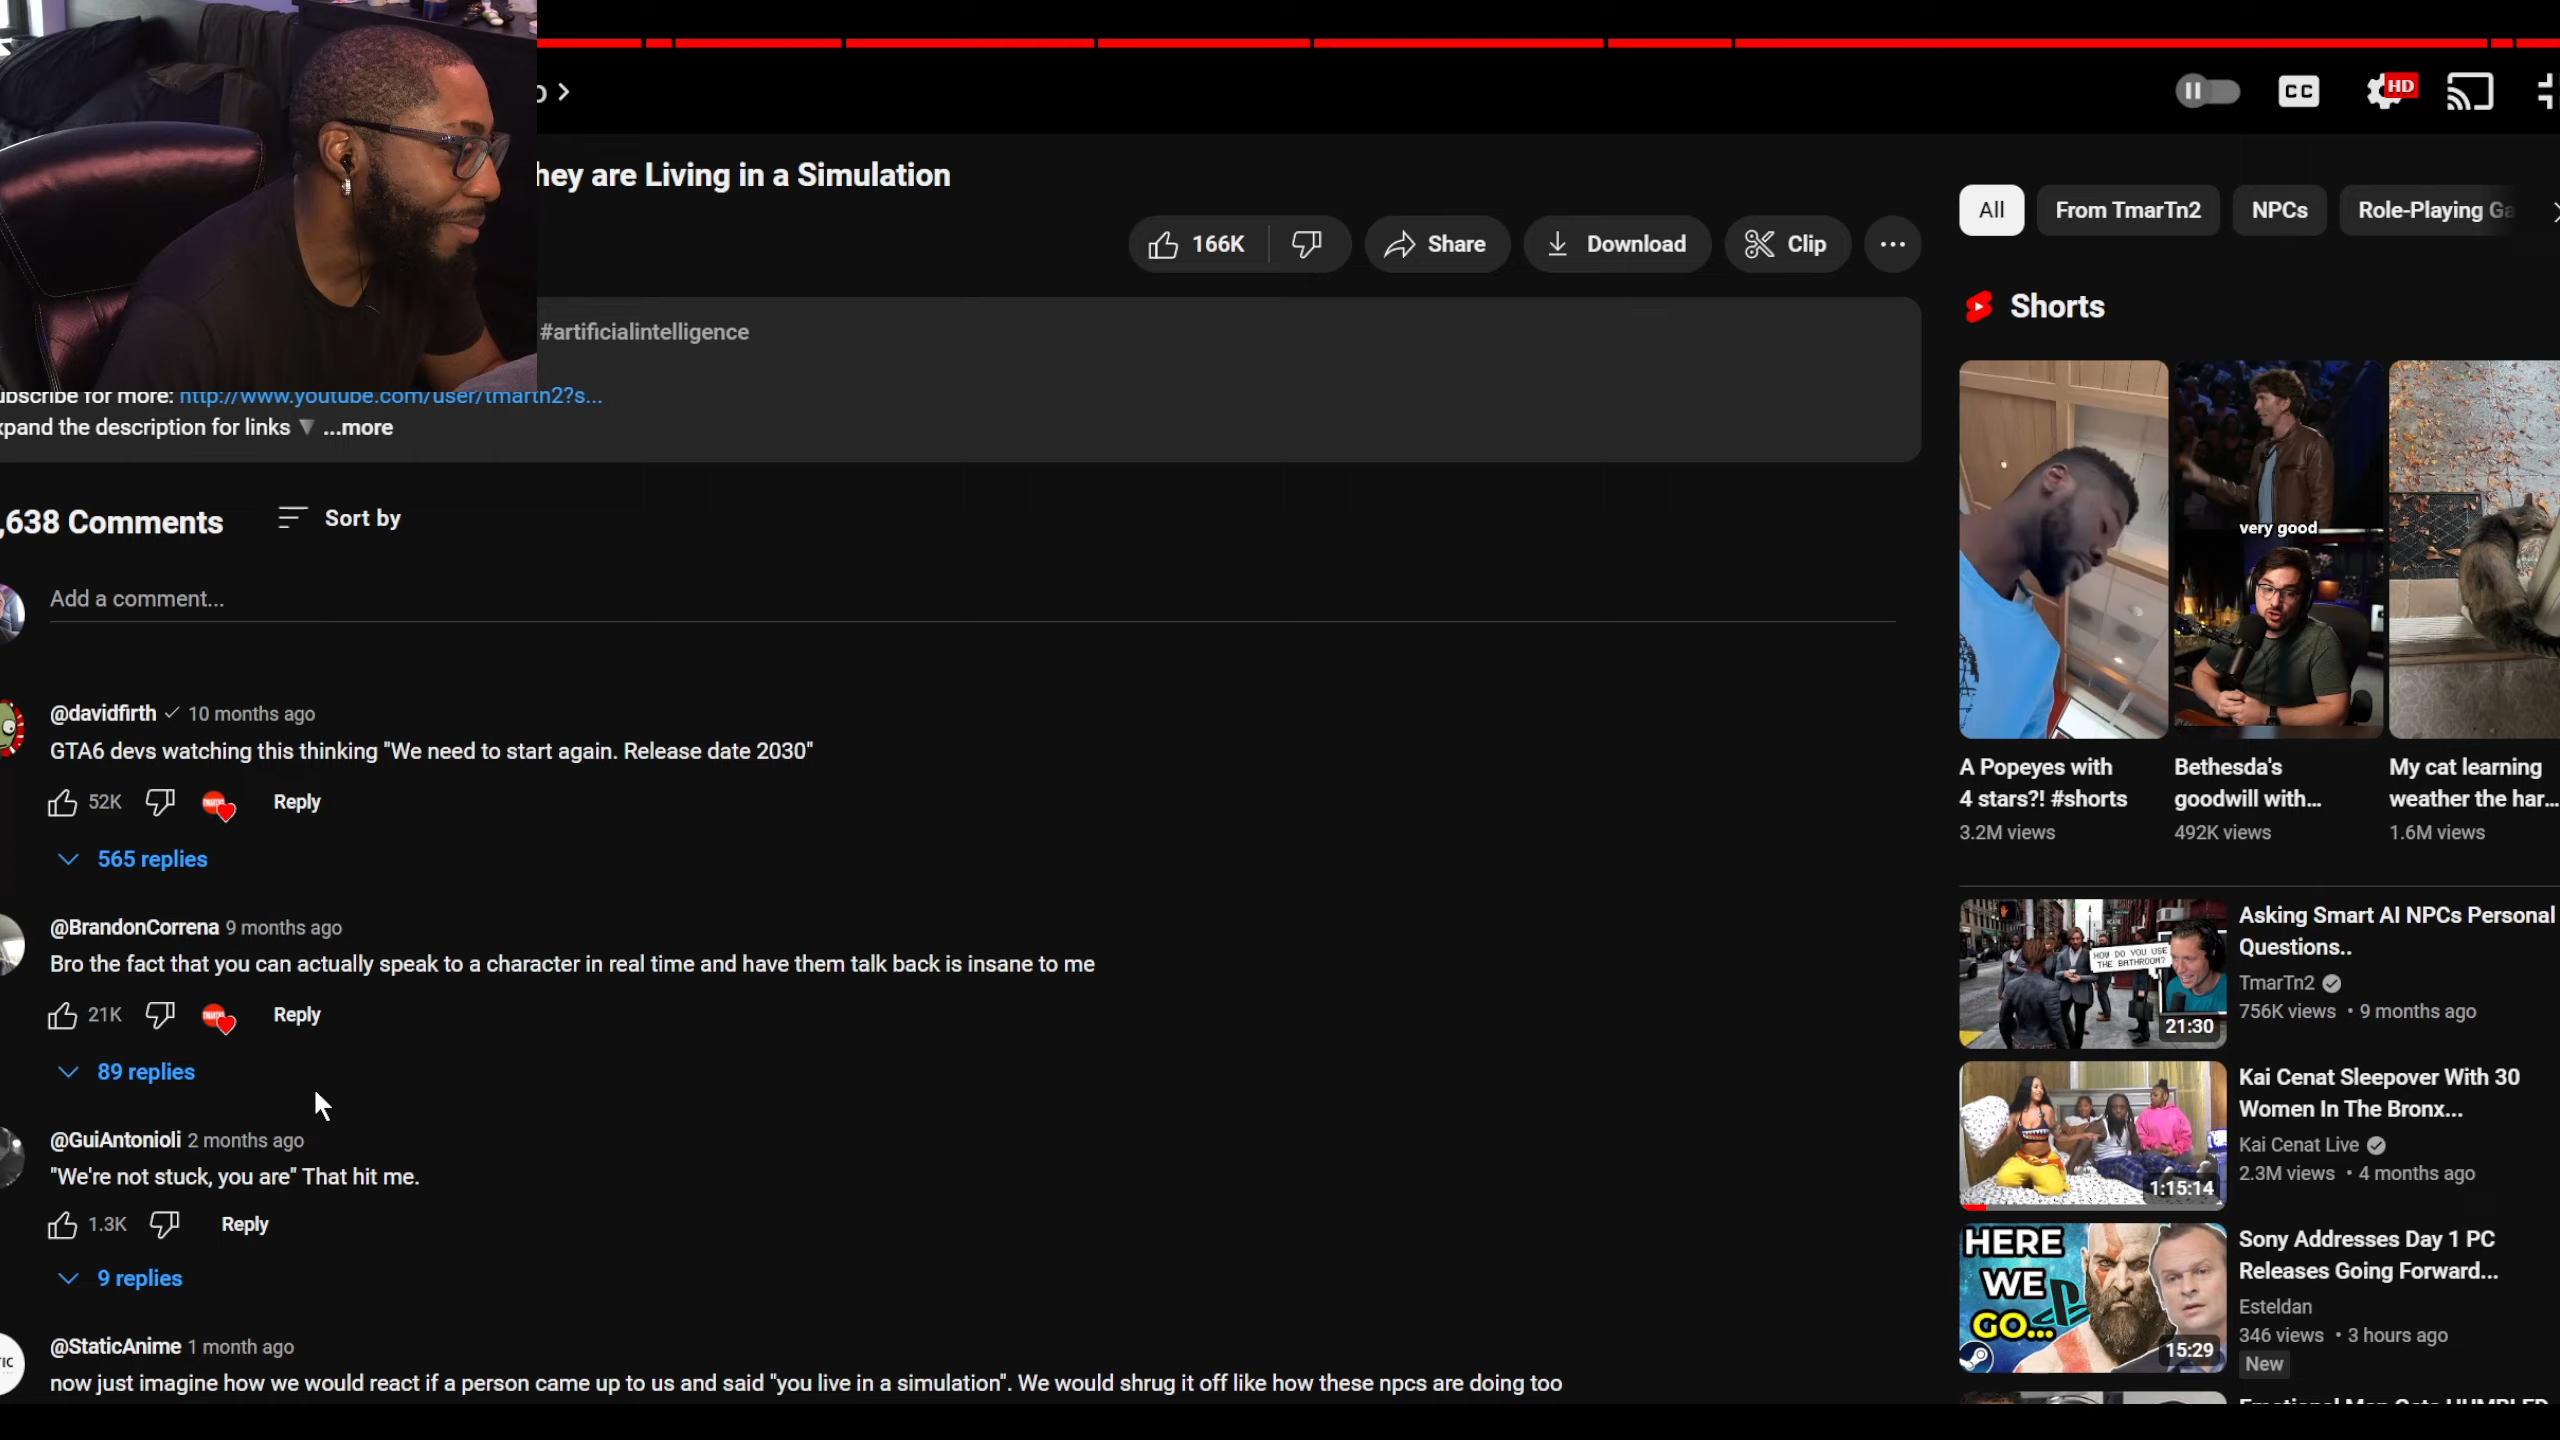 HD
CC
hey are Living in a Simulation
166K
Share
Download
Clip
All
From TmarTn2
NPCs
Role-Playing Ga
#artificialintelligence
ubscribe for more: http://www.youtube.com/user/tmartn2?s...
xpand the description for links ▼ ...more
Shorts
very good
A Popeyes with
4 stars?! #shorts
3.2M views
Bethesda's
goodwill with...
492K views
My cat learning
weather the har...
1.6M views
,638 Comments
Sort by
Add a comment...
@davidfirth 10 months ago
GTA6 devs watching this thinking "We need to start again. Release date 2030"
52K
Reply
565 replies
@BrandonCorrena 9 months ago
Bro the fact that you can actually speak to a character in real time and have them talk back is insane to me
21K
Reply
89 replies
@GuiAntonioli 2 months ago
"We're not stuck, you are" That hit me.
1.3K
Reply
9 replies
TIC
@StaticAnime 1 month ago
now just imagine how we would react if a person came up to us and said "you live in a simulation". We would shrug it off like how these npcs are doing too
HOW DO YOU USE
THE BATHROOM?
21:30
Asking Smart AI NPCs Personal
Questions..
TmarTn2
756K views • 9 months ago
1:15:14
Kai Cenat Sleepover With 30
Women In The Bronx...
Kai Cenat Live
2.3M views • 4 months ago
HERE
WE
GO...
15:29
Sony Addresses Day 1 PC
Releases Going Forward...
Esteldan
346 views • 3 hours ago
New